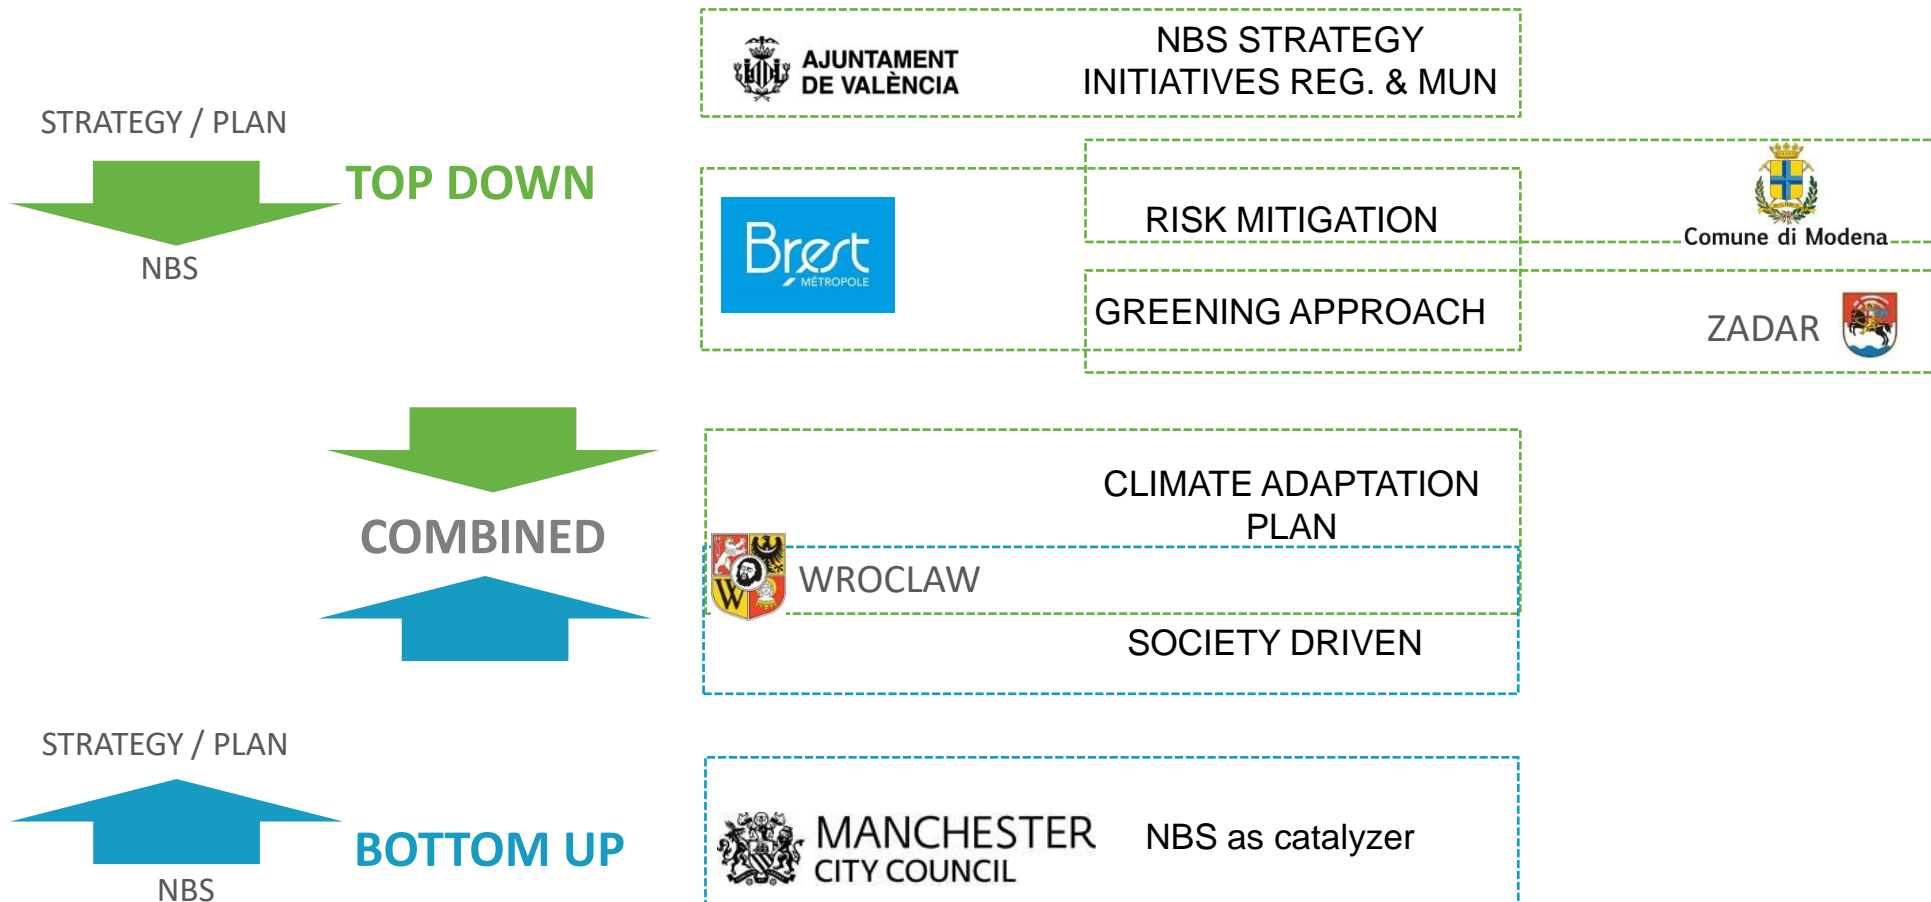 AJUNTAMENT
DE VALÈNCIA
NBS STRATEGY
INITIATIVES REG. & MUN
STRATEGY / PLAN
TOP DOWN
NBS
Brest
MÉTROPOLE
RISK MITIGATION
Comune di Modena
GREENING APPROACH
ZADAR
COMBINED
CLIMATE ADAPTATION
PLAN
W
WROCLAW
SOCIETY DRIVEN
STRATEGY / PLAN
BOTTOM UP
NBS
MANCHESTER
CITY COUNCIL
NBS as catalyzer